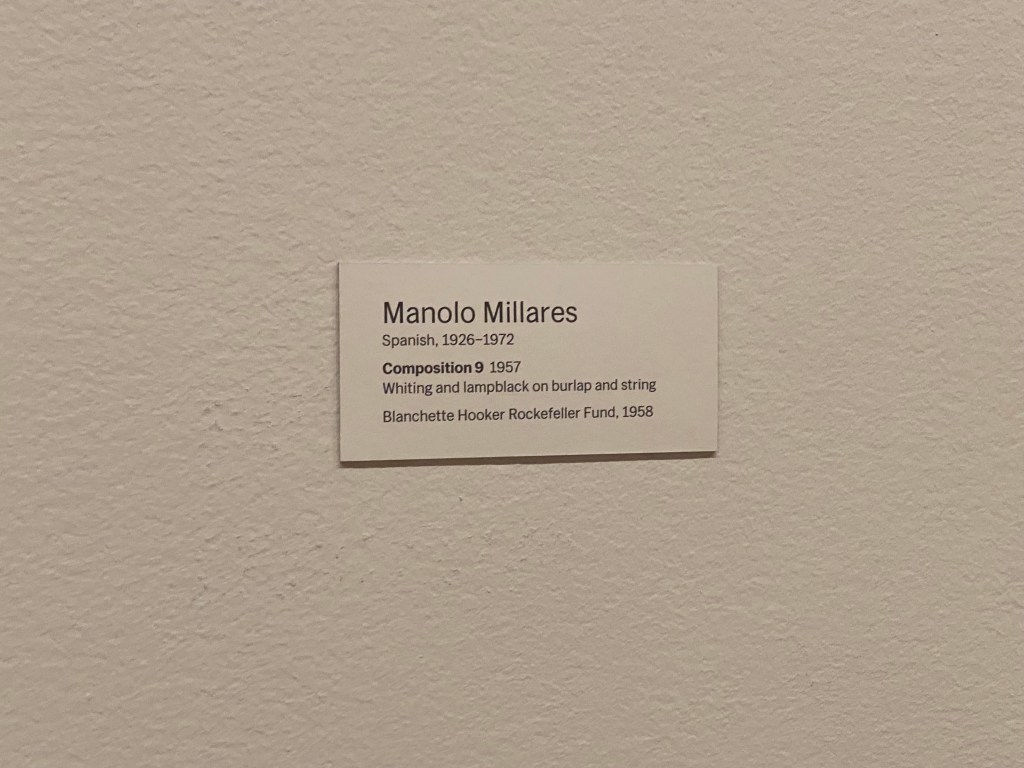 Manolo Millares
Spanish, 1926–1972
Composition 9 1957
Whiting and lampblack on burlap and string
Blanchette Hooker Rockefeller Fund, 1958